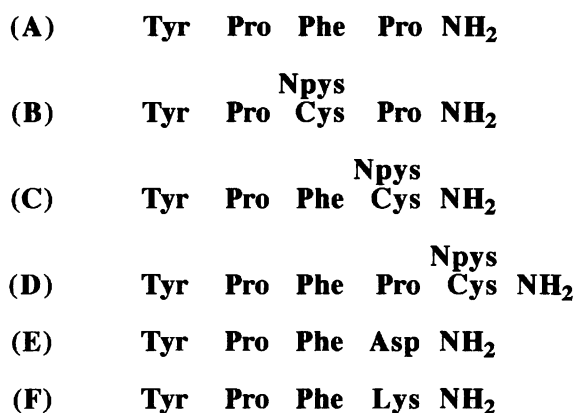 (A) Tyr Pro Phe Pro NH2
Npys
(B) Tyr Pro Cys Pro NH2
Npys
(C) Tyr Pro Phe Cys NH2
Npys
(D) Tyr Pro Phe Pro Cys NH2
(E) Tyr Pro Phe Asp NH2
(F) Tyr Pro Phe Lys NH2